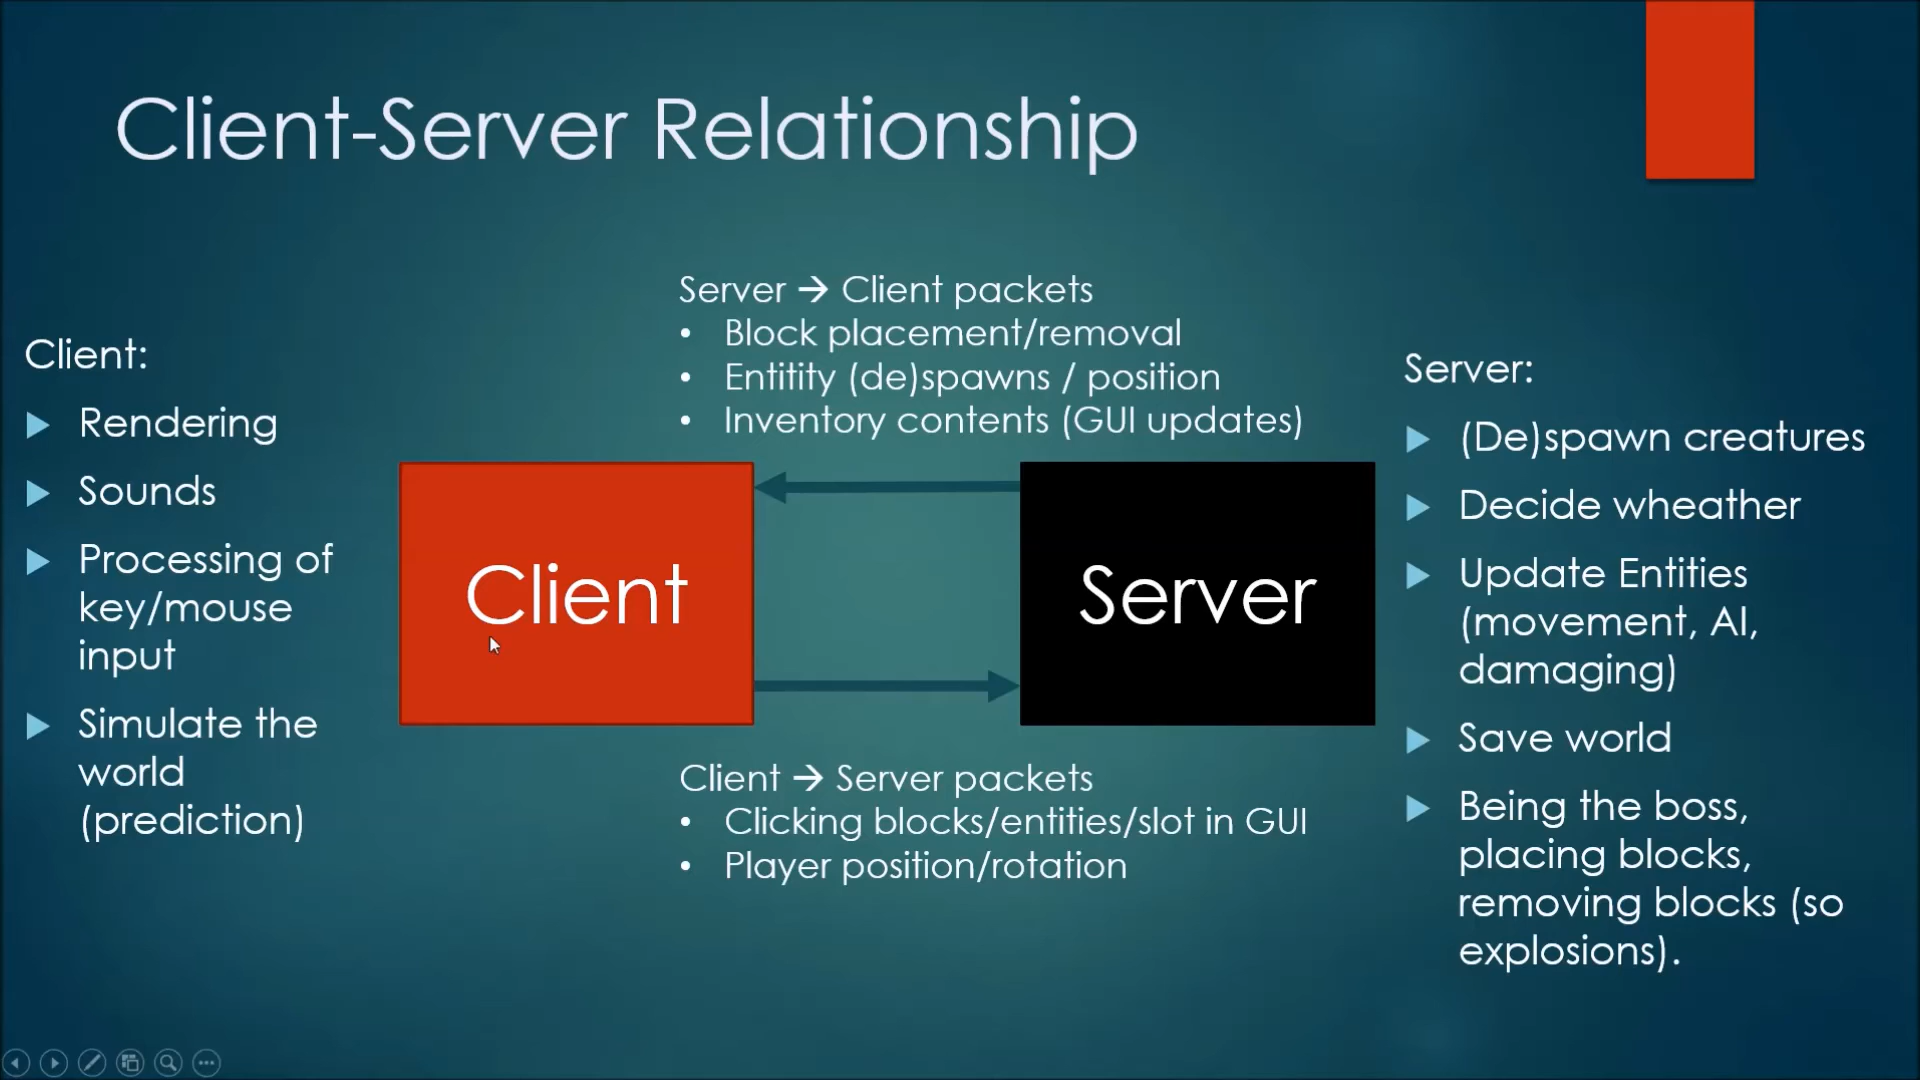 Client-Server Relationship
Client:
Rendering
Sounds
Processing of
key/mouse
input
Simulate the
world
(prediction)
Server → Client packets
• Block placement/removal
• Entitity (de)spawns / position
• Inventory contents (GUI updates)
Client
Server
Client → Server packets
• Clicking blocks/entities/slot in GUI
• Player position/rotation
Server:
(De)spawn creatures
Decide wheather
Update Entities
(movement, AI,
damaging)
Save world
Being the boss,
placing blocks,
removing blocks (so
explosions).